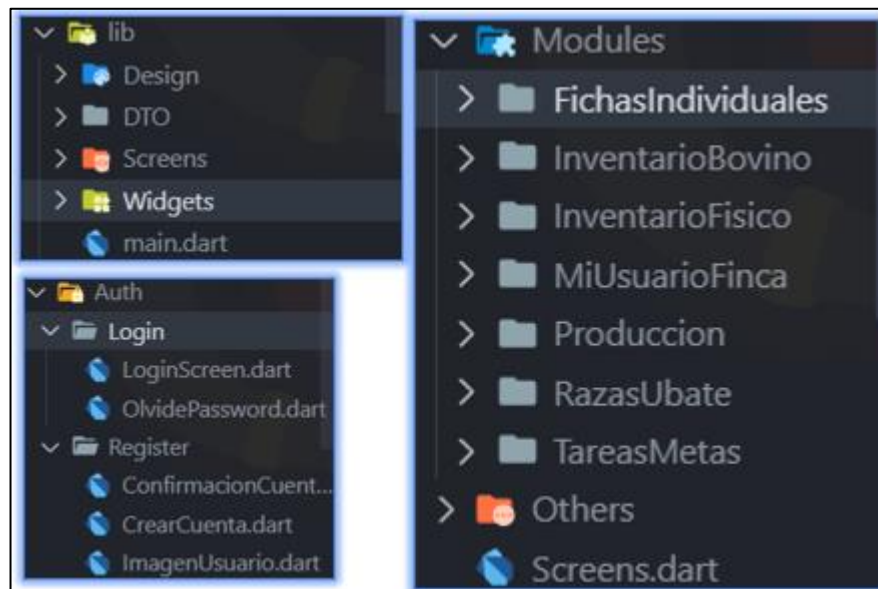 lib
Design
DTO
Screens
Widgets
main.dart
Auth
Login
LoginScreen.dart
OlvidePassword.dart
Register
ConfirmacionCuent...
CrearCuenta.dart
ImagenUsuario.dart
Modules
FichasIndividuales
InventarioBovino
InventarioFisico
MiUsuarioFinca
Produccion
RazasUbate
TareasMetas
Others
Screens.dart